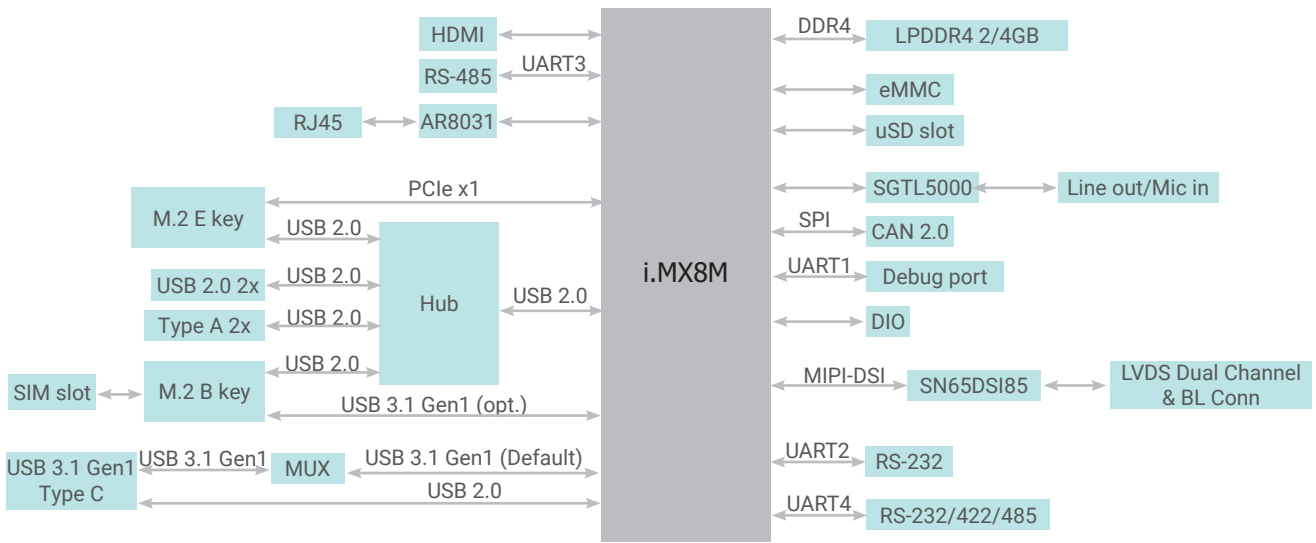 HDMI
DDR4
LPDDR4 2/4GB
RS-485
UART3
eMMC
RJ45
AR8031
uSD slot
M.2 E key
PCIe x1
SGTL5000
Line out/Mic in
USB 2.0
SPI
CAN 2.0
USB 2.0 2x
USB 2.0
Hub
USB 2.0
i.MX8M
UART1
Debug port
Type A 2x
USB 2.0
DIO
SIM slot
M.2 B key
USB 2.0
MIPI-DSI
SN65DSI85
LVDS Dual Channel
& BL Conn
USB 3.1 Gen1 (opt.)
USB 3.1 Gen1
Type C
USB 3.1 Gen1
MUX
USB 3.1 Gen1 (Default)
UART2
RS-232
USB 2.0
UART4
RS-232/422/485